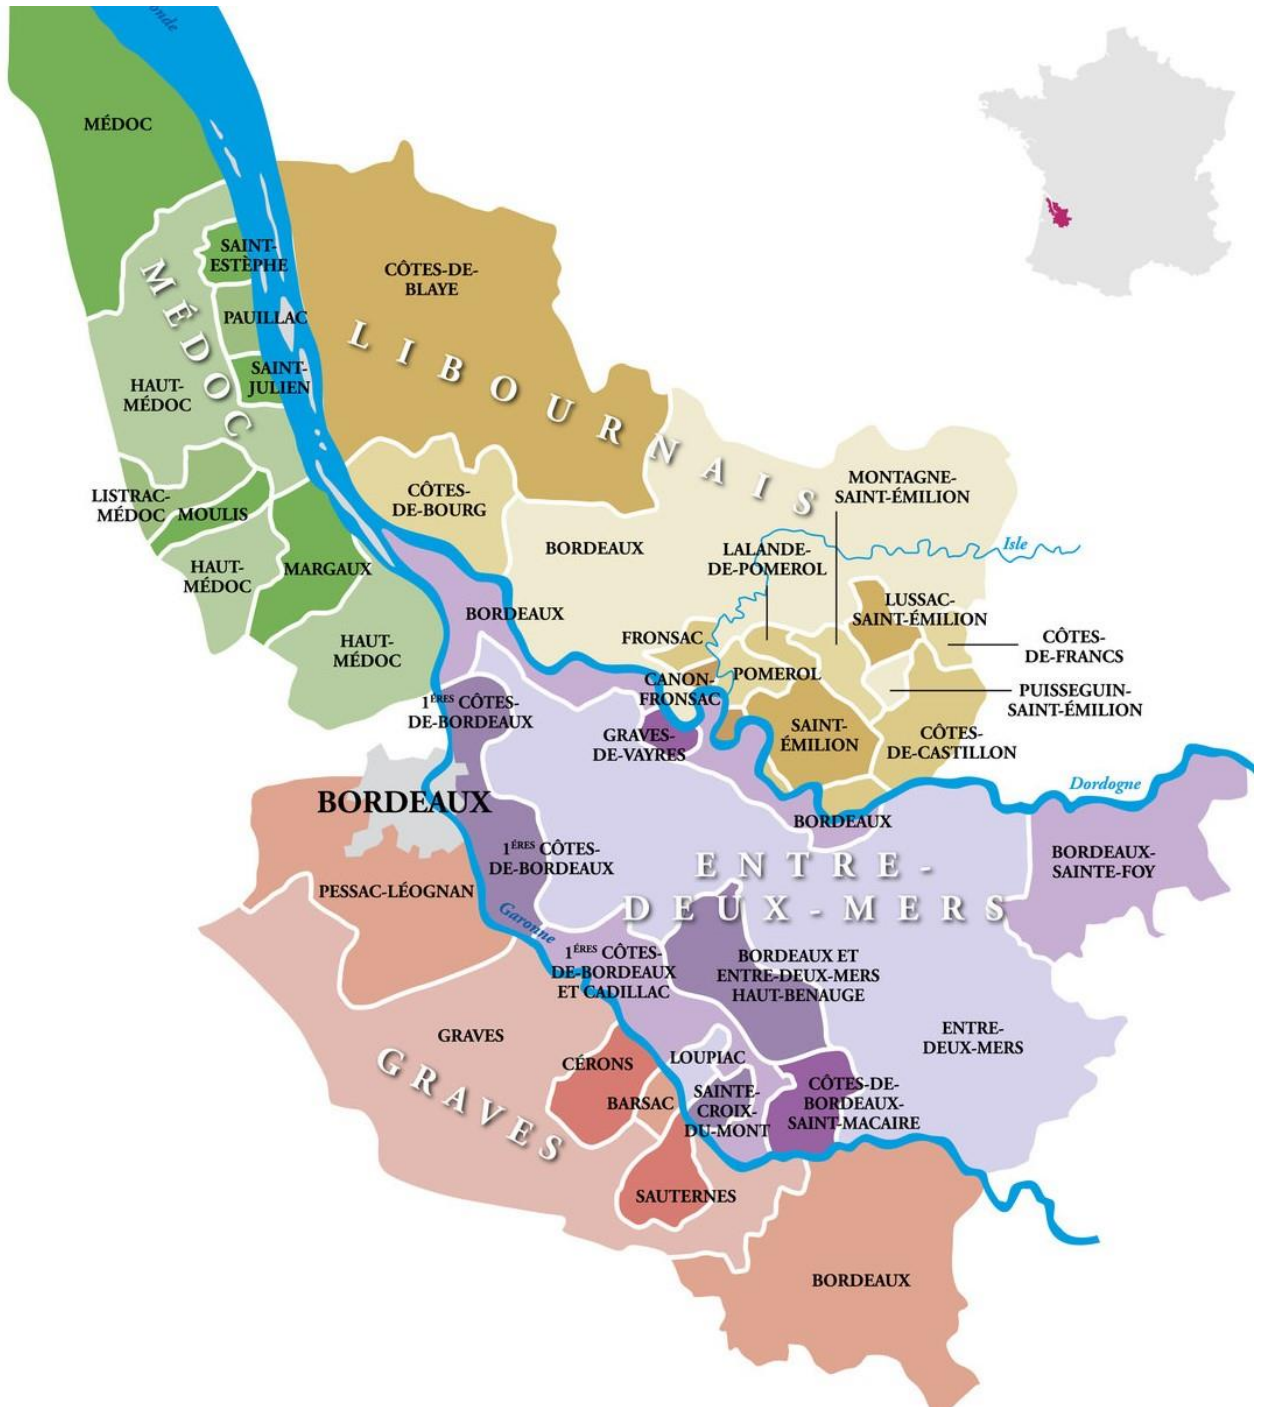 onde
MÉDOC
SAINT-
ESTÈPHE
PAUILLAC
SAINT-
JULIEN
MÉDOC
HAUT-
MÉDOC
LISTRAC-
MÉDOC
MOULIS
HAUT-
MÉDOC
MARGAUX
HAUT-
MÉDOC
CÔTES-DE-
BLAYE
LIBOURNAIS
CÔTES-
DE-BOURG
BORDEAUX
MONTAGNE-
SAINT-ÉMILION
LALANDE-
DE-POMEROL
Isle
LUSSAC-
SAINT-ÉMILION
FRONSAC
CÔTES-
DE-FRANCS
POMEROL
CANON-
FRONSAC
PUISSEGUIN-
SAINT-ÉMILION
SAINT-
ÉMILION
CÔTES-
DE-CASTILLON
BORDEAUX
1ÉRES CÔTES-
DE-BORDEAUX
GRAVES-
DE-VAYRES
Dordogne
BORDEAUX
BORDEAUX
1ÉRES CÔTES-
DE-BORDEAUX
ENTRE-
DEUX-MERS
BORDEAUX-
SAINTE-FOY
PESSAC-LÉOGNAN
Garonne
1ÉRES CÔTES-
DE-BORDEAUX
ET CADILLAC
BORDEAUX ET
ENTRE-DEUX-MERS
HAUT-BENAUGE
ENTRE-
DEUX-MERS
GRAVES
GRAVES
CÉRONS
LOUPIAC
BARSAC
SAINTE-
CROIX-
DU-MONT
CÔTES-DE-
BORDEAUX-
SAINT-MACAIRE
SAUTERNES
BORDEAUX